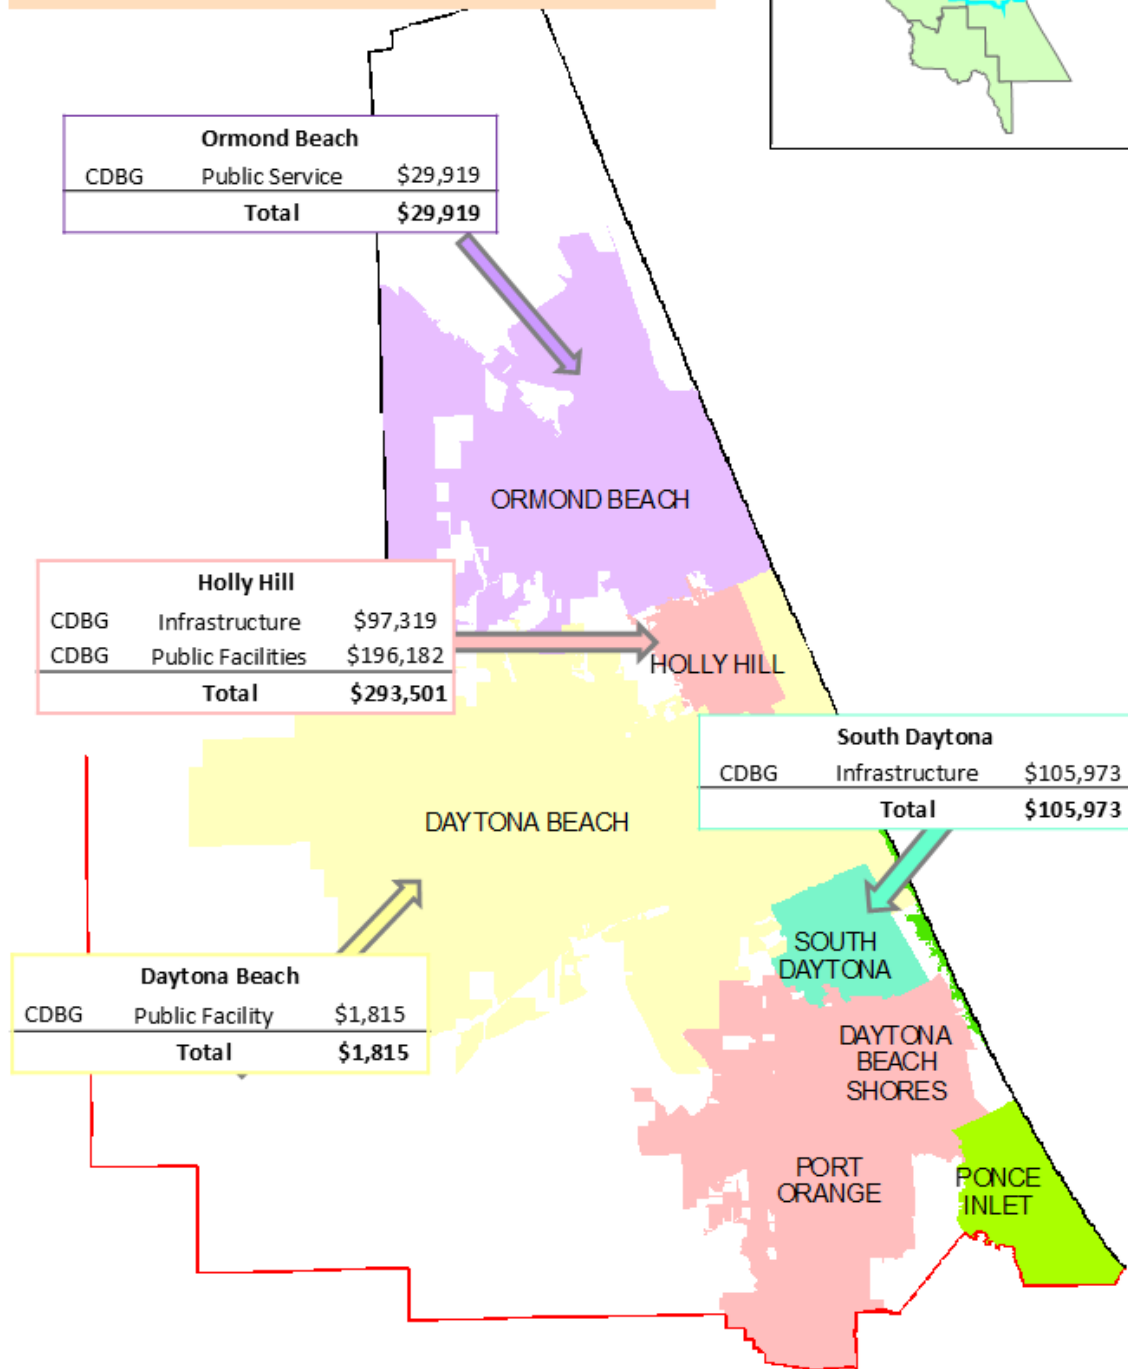 Ormond Beach
CDBG Public Service $29,919
Total $29,919
ORMOND BEACH
Holly Hill
CDBG Infrastructure $97,319
CDBG Public Facilities $196,182
Total $293,501
HOLLY HILL
South Daytona
CDBG Infrastructure $105,973
Total $105,973
DAYTONA BEACH
SOUTH
DAYTONA
Daytona Beach
CDBG Public Facility $1,815
Total $1,815
DAYTONA
BEACH
SHORES
PORT
ORANGE
PONCE
INLET